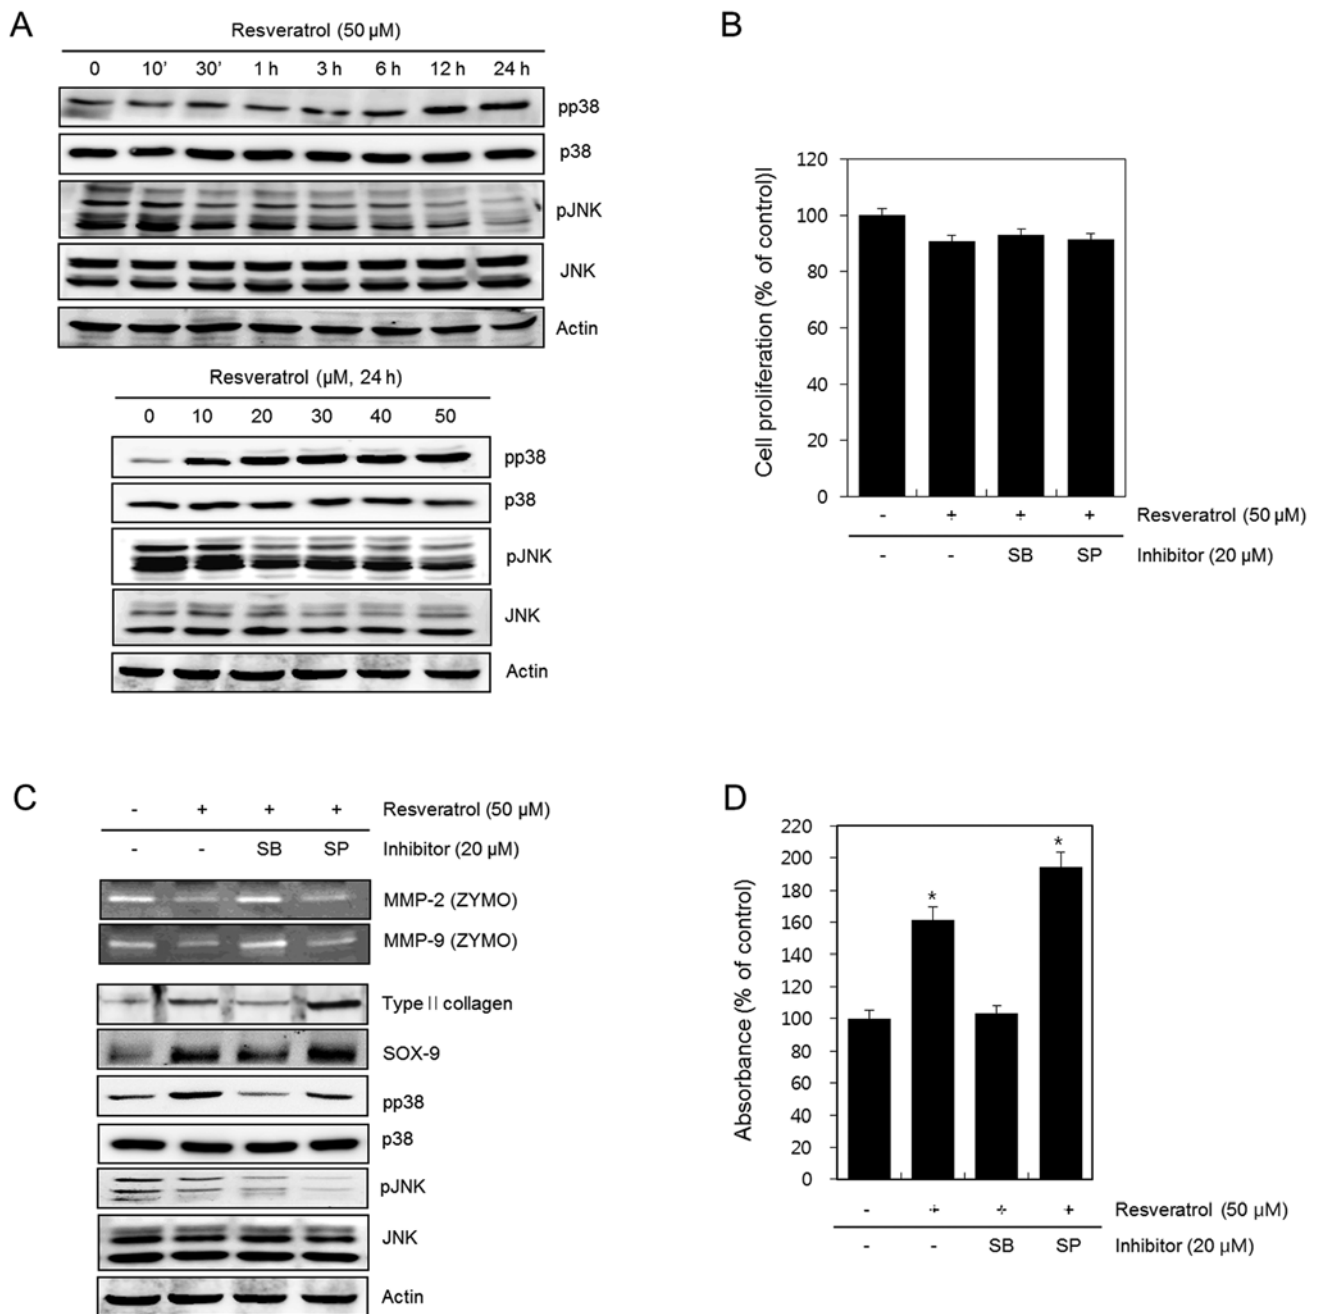 A
Resveratrol (50 μM)
0 10' 30' 1 h 3 h 6 h 12 h 24 h
pp38
p38
pJNK
JNK
Actin
Resveratrol (μM, 24 h)
0 10 20 30 40 50
pp38
p38
pJNK
JNK
Actin
B
Cell proliferation (% of control)l
120
100
80
60
40
20
0
- + + + Resveratrol (50 μM)
- - SB SP Inhibitor (20 μM)
C
- + + + Resveratrol (50 μM)
- - SB SP Inhibitor (20 μM)
MMP-2 (ZYMO)
MMP-9 (ZYMO)
Type II collagen
SOX-9
pp38
p38
pJNK
JNK
Actin
D
Absorbance (% of control)
220
200
180
160
140
120
100
80
60
40
20
0
* *
- + + + Resveratrol (50 μM)
- - SB SP Inhibitor (20 μM)